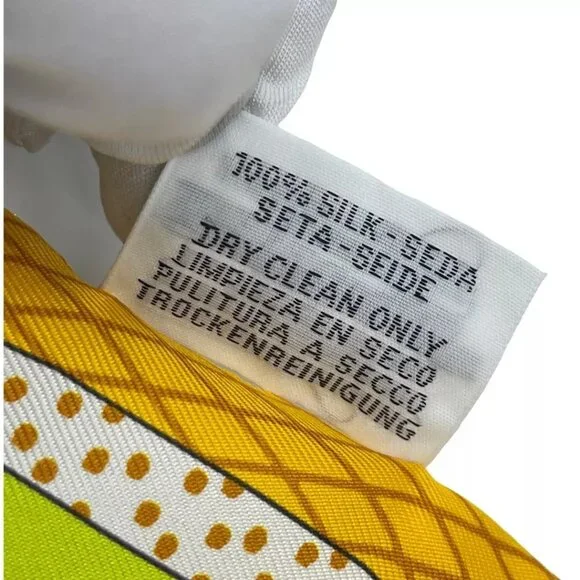 100% SILK-SEDA
SETA-SEIDE
DRY CLEAN ONLY
LIMPIEZA EN SECO
PULITURA A SECCO
TROCKENREINIGUNG